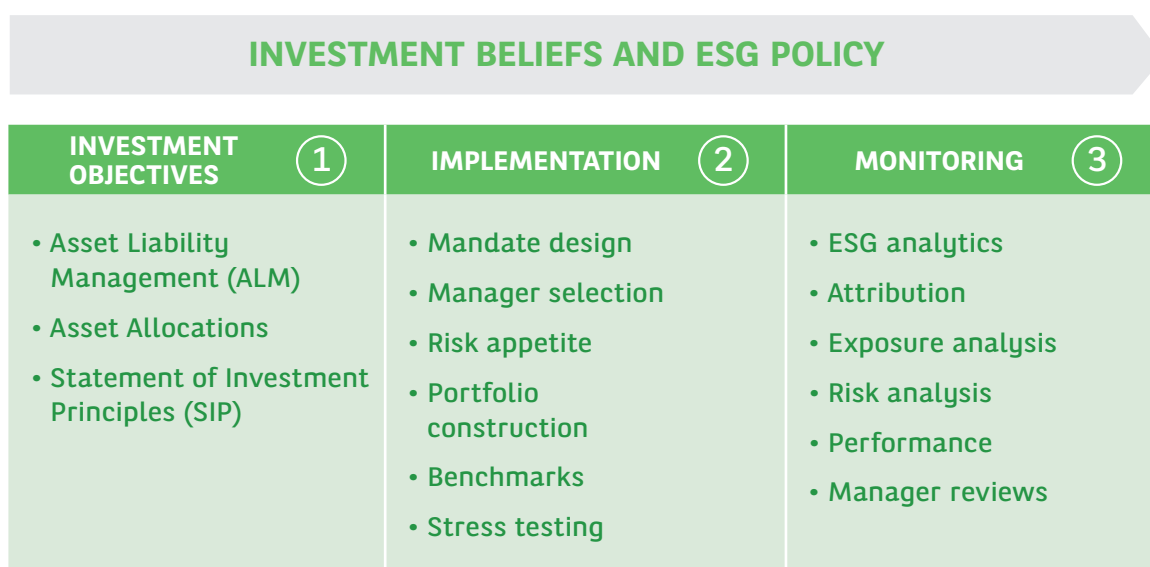 INVESTMENT BELIEFS AND ESG POLICY
INVESTMENT
OBJECTIVES
1
• Asset Liability
Management (ALM)
• Asset Allocations
• Statement of Investment
Principles (SIP)
IMPLEMENTATION
2
• Mandate design
• Manager selection
• Risk appetite
• Portfolio
construction
• Benchmarks
• Stress testing
MONITORING
3
• ESG analytics
• Attribution
• Exposure analysis
• Risk analysis
• Performance
• Manager reviews